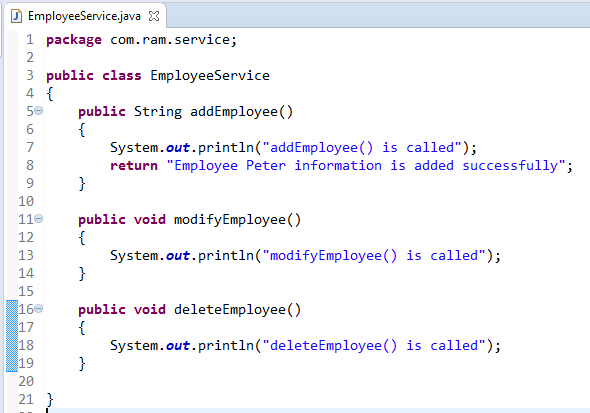 EmployeeService.java
1 package com.ram.service;
2
3 public class EmployeeService
4 {
5 public String addEmployee()
6 {
7 System.out.println("addEmployee() is called");
8 return "Employee Peter information is added successfully";
9 }
10
11 public void modifyEmployee()
12 {
13 System.out.println("modifyEmployee() is called");
14 }
15
16 public void deleteEmployee()
17 {
18 System.out.println("deleteEmployee() is called");
19 }
20
21 }